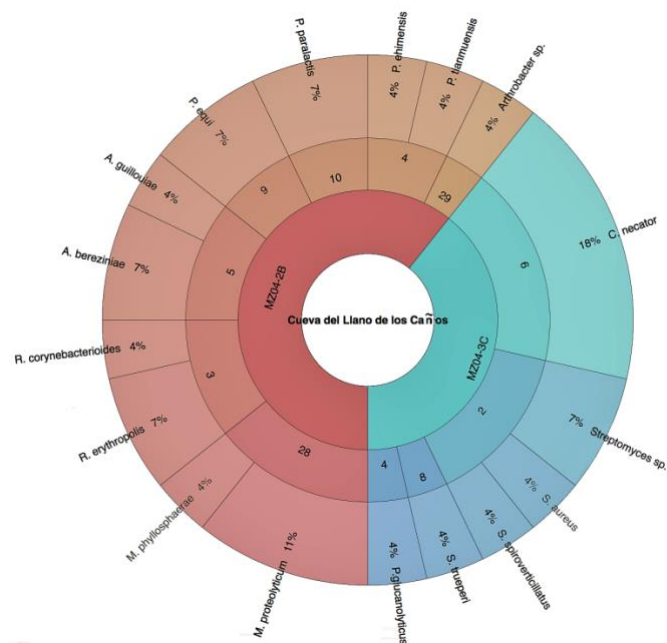 Cueva del Llano de los Caños
MZ04-2B
MZ04-3C
28
3
5
9
10
4
29
6
2
8
4
11% M. proteolyticum
4% M. phyllosphaerae
7% R. erythropolis
4% R. corynebacterioides
7% A. bereziniae
4% A. guillouiae
7% P. equi
7% P. paralactis
4% P. ehimensis
4% P. tianmuensis
4% Arthrobacter sp.
18% C. necator
7% Streptomyces sp.
4% S. aureus
4% S. spiroverticillatus
4% S. trueperi
4% P.glucanolyticus